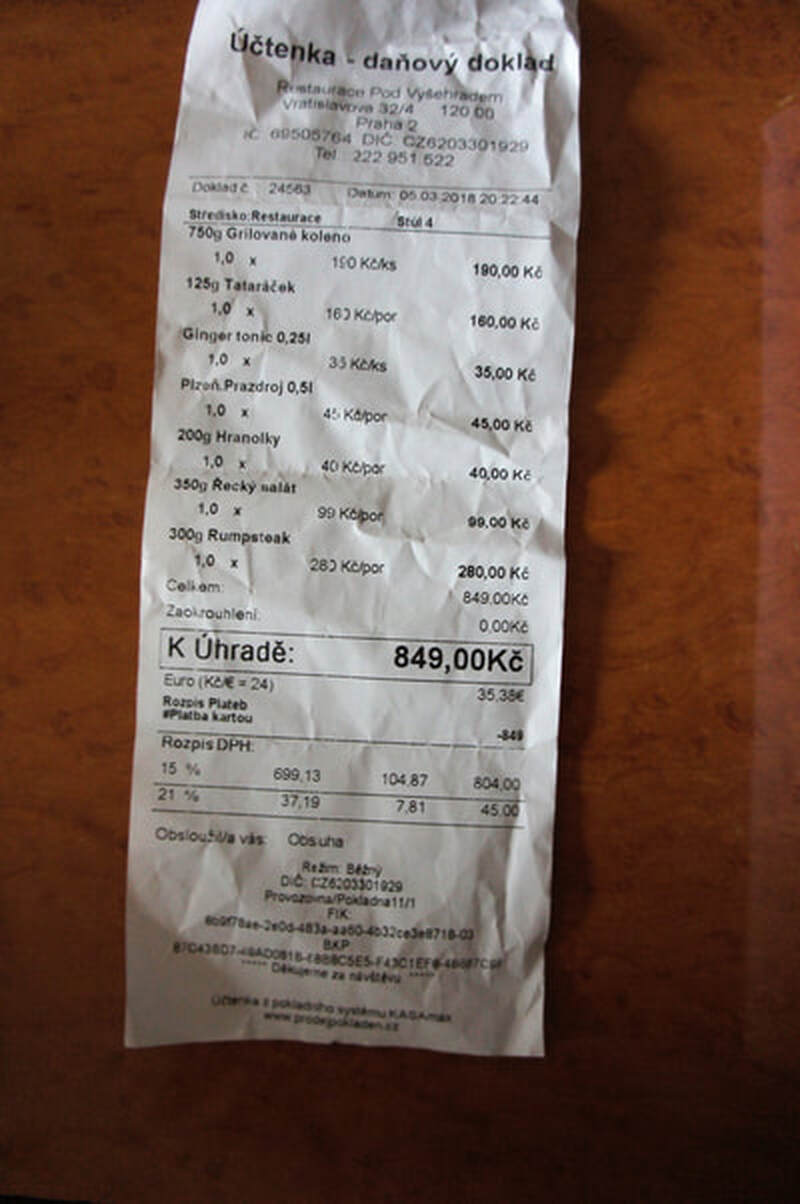 Účtenka - daňový doklad
Restaurace Pod Vyšehradem
Vratislavova 32/4 120 00
Praha 2
IČ: 69505764 DIČ: CZ6203301929
Tel.: 222 951 522
Doklad č. 24563 Datum: 05.03.2018 20:22:44
Středisko:Restaurace Stůl 4
750g Grilované koleno
1,0 x 190 Kč/ks 190,00 Kč
125g Tataráček
1,0 x 160 Kč/por 160,00 Kč
Ginger tonic 0,25l
1,0 x 35 Kč/ks 35,00 Kč
Plzeň.Prazdroj 0,5l
1,0 x 45 Kč/por 45,00 Kč
200g Hranolky
1,0 x 40 Kč/por 40,00 Kč
350g Řecký salát
1,0 x 99 Kč/por 99,00 Kč
300g Rumpsteak
1,0 x 280 Kč/por 280,00 Kč
Celkem: 849,00Kč
Zaokrouhlení: 0,00Kč
K Úhradě: 849,00Kč
Euro (Kč/€ = 24) 35,38€
Rozpis Plateb
#Platba kartou -849
Rozpis DPH:
15 % 699,13 104,87 804,00
21 % 37,19 7,81 45,00
Obsloužil/a vás: Obsluha
Režim: Běžný
DIČ: CZ6203301929
Provozovna/Pokladna11/1
FIK:
BKP
***** Děkujeme za návštěvu *****
Účtenka z pokladního systému KASAmax
www.prodejpokladen.cz